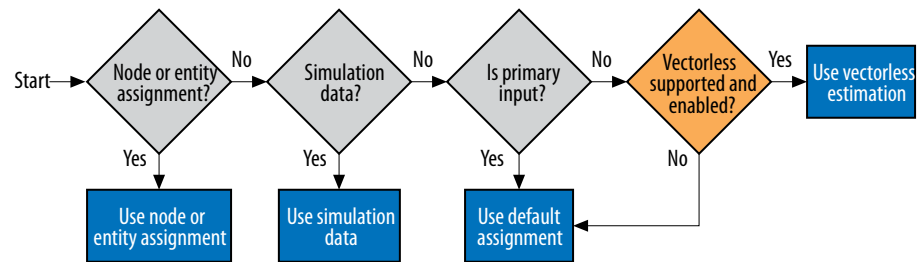 Start
Node or entity
assignment?
No
Simulation
data?
No
Is primary
input?
No
Vectorless
supported and
enabled?
Yes
Use vectorless
estimation
Yes
Yes
Yes
No
Use node or
entity assignment
Use simulation
data
Use default
assignment